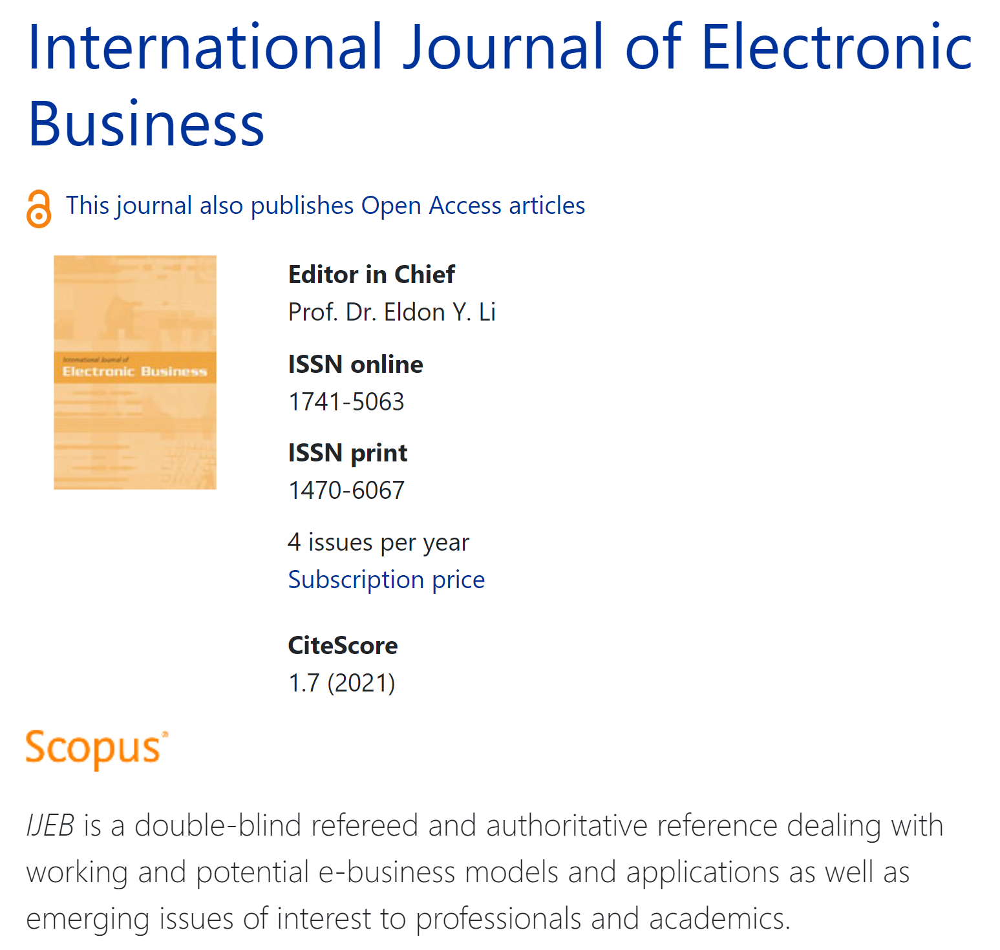 International Journal of Electronic
Business
This journal also publishes Open Access articles
International Journal of
Electronic Business
Editor in Chief
Prof. Dr. Eldon Y. Li
ISSN online
1741-5063
ISSN print
1470-6067
4 issues per year
Subscription price
CiteScore
1.7 (2021)
Scopus®
IJEB is a double-blind refereed and authoritative reference dealing with
working and potential e-business models and applications as well as
emerging issues of interest to professionals and academics.